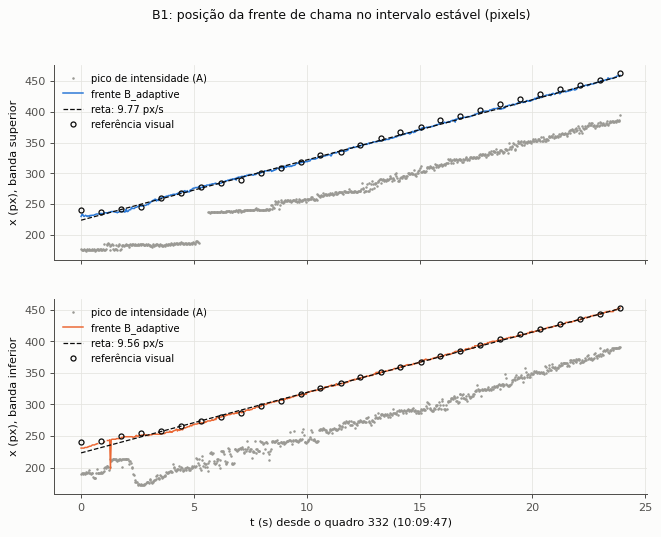 B1: posição da frente de chama no intervalo estável (pixels)
x (px), banda superior
450
400
350
300
250
200
pico de intensidade (A)
frente B_adaptive
reta: 9.77 px/s
referência visual
x (px), banda inferior
450
400
350
300
250
200
pico de intensidade (A)
frente B_adaptive
reta: 9.56 px/s
referência visual
0 5 10 15 20 25
t (s) desde o quadro 332 (10:09:47)